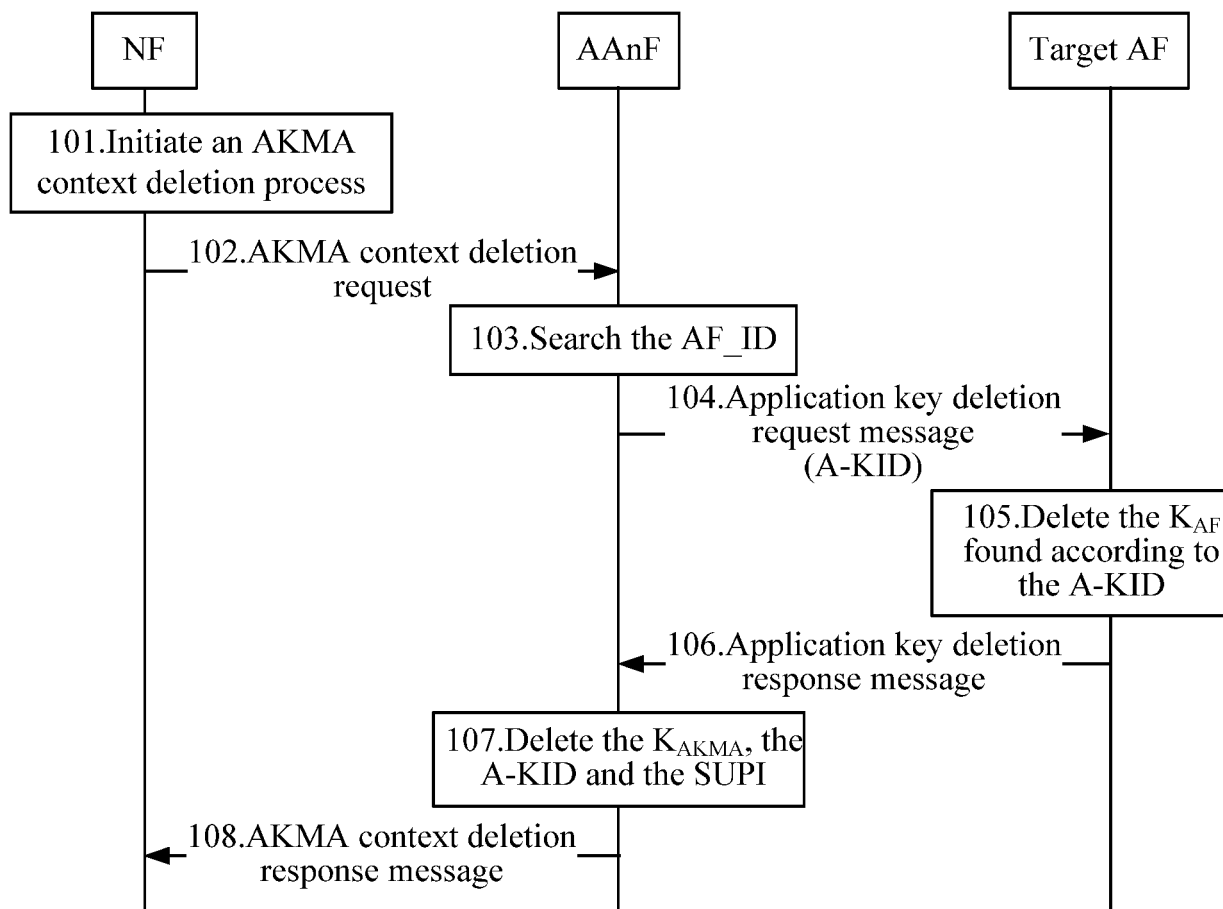 NF
AAnF
Target AF
101.Initiate an AKMA
context deletion process
102.AKMA context deletion
request
103.Search the AF_ID
104.Application key deletion
request message
(A-KID)
105.Delete the K_AF
found according to
the A-KID
106.Application key deletion
response message
107.Delete the K_AKMA, the
A-KID and the SUPI
108.AKMA context deletion
response message